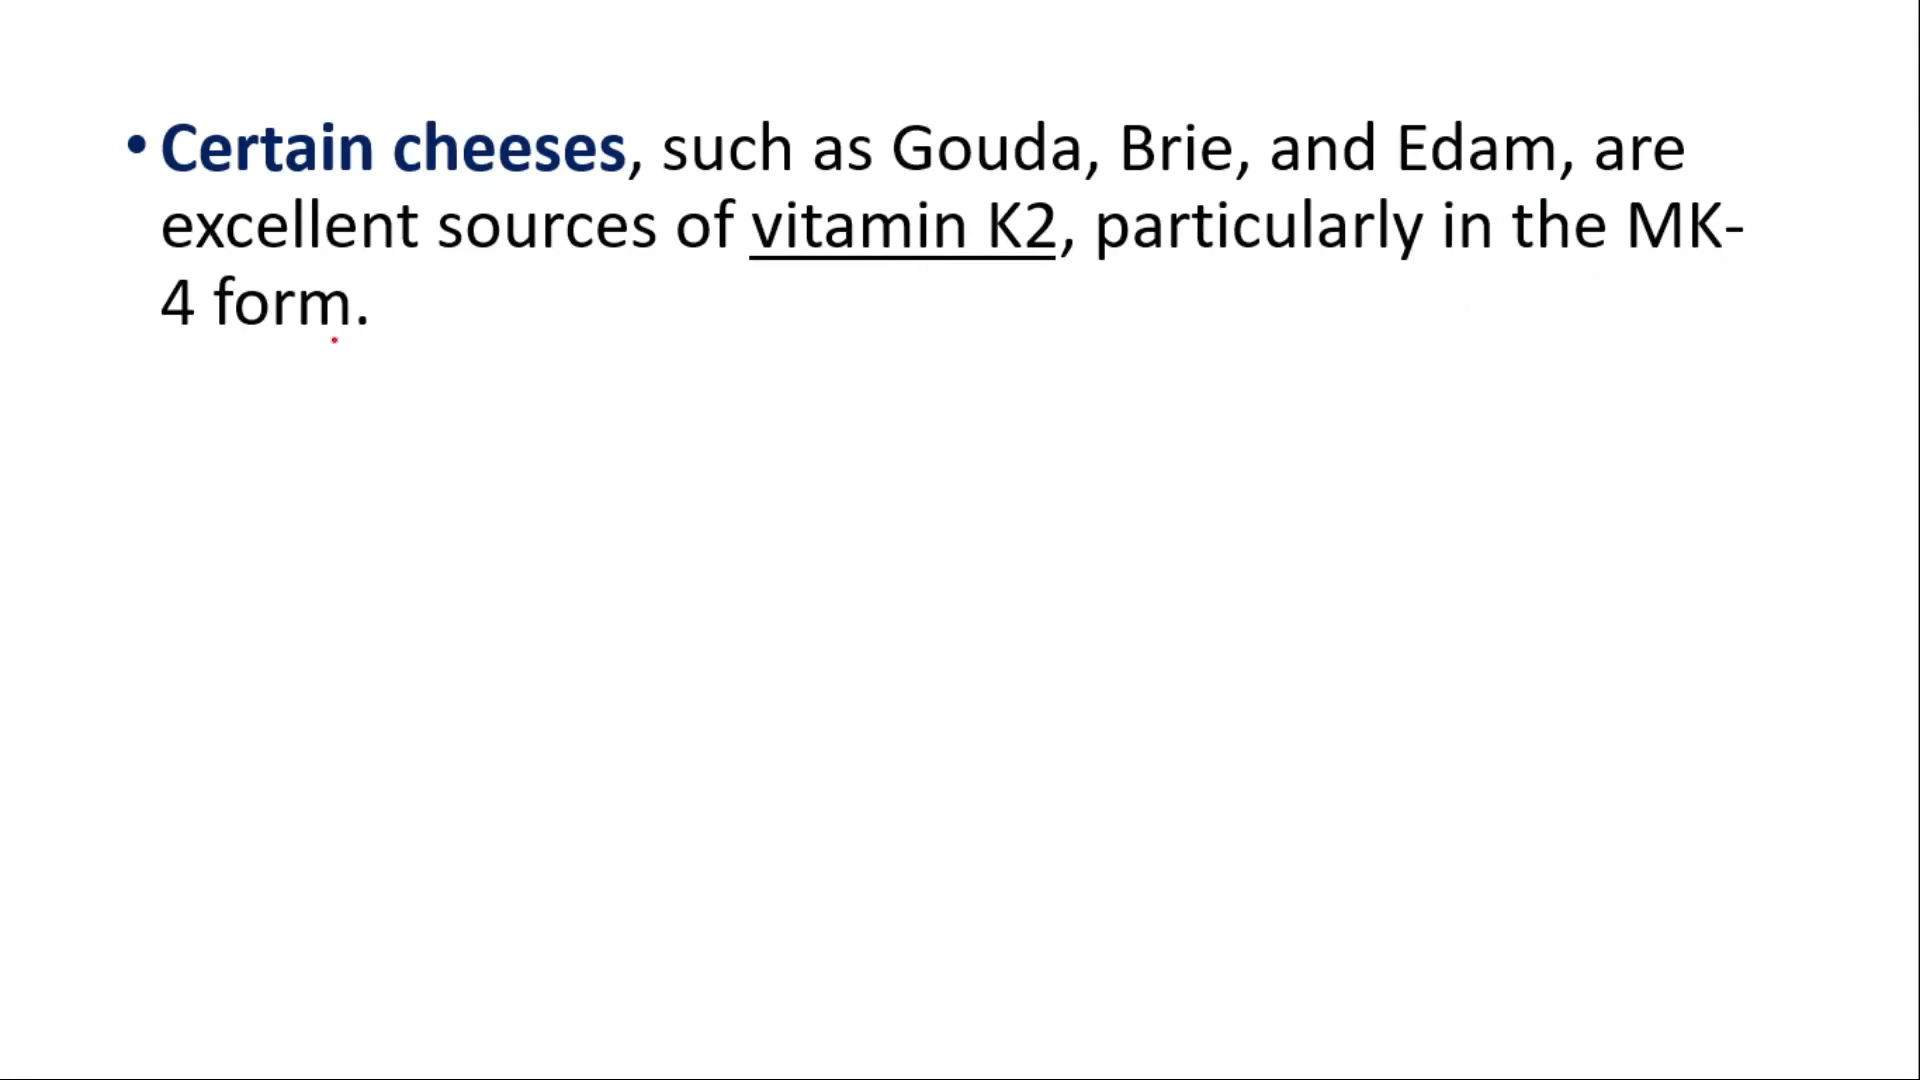 • Certain cheeses, such as Gouda, Brie, and Edam, are
excellent sources of vitamin K2, particularly in the MK-
4 form.